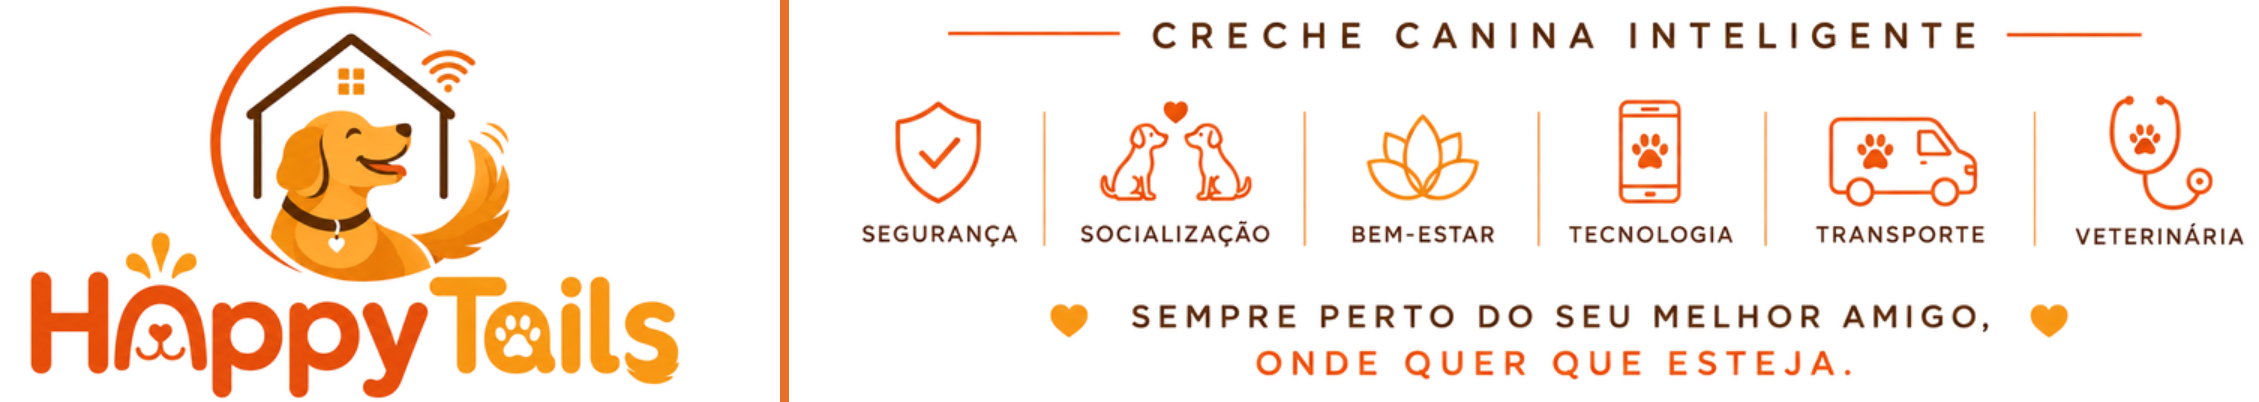 HappyTails
CRECHE CANINA INTELIGENTE
SEGURANÇA
SOCIALIZAÇÃO
BEM-ESTAR
TECNOLOGIA
TRANSPORTE
VETERINÁRIA
SEMPRE PERTO DO SEU MELHOR AMIGO,
ONDE QUER QUE ESTEJA.